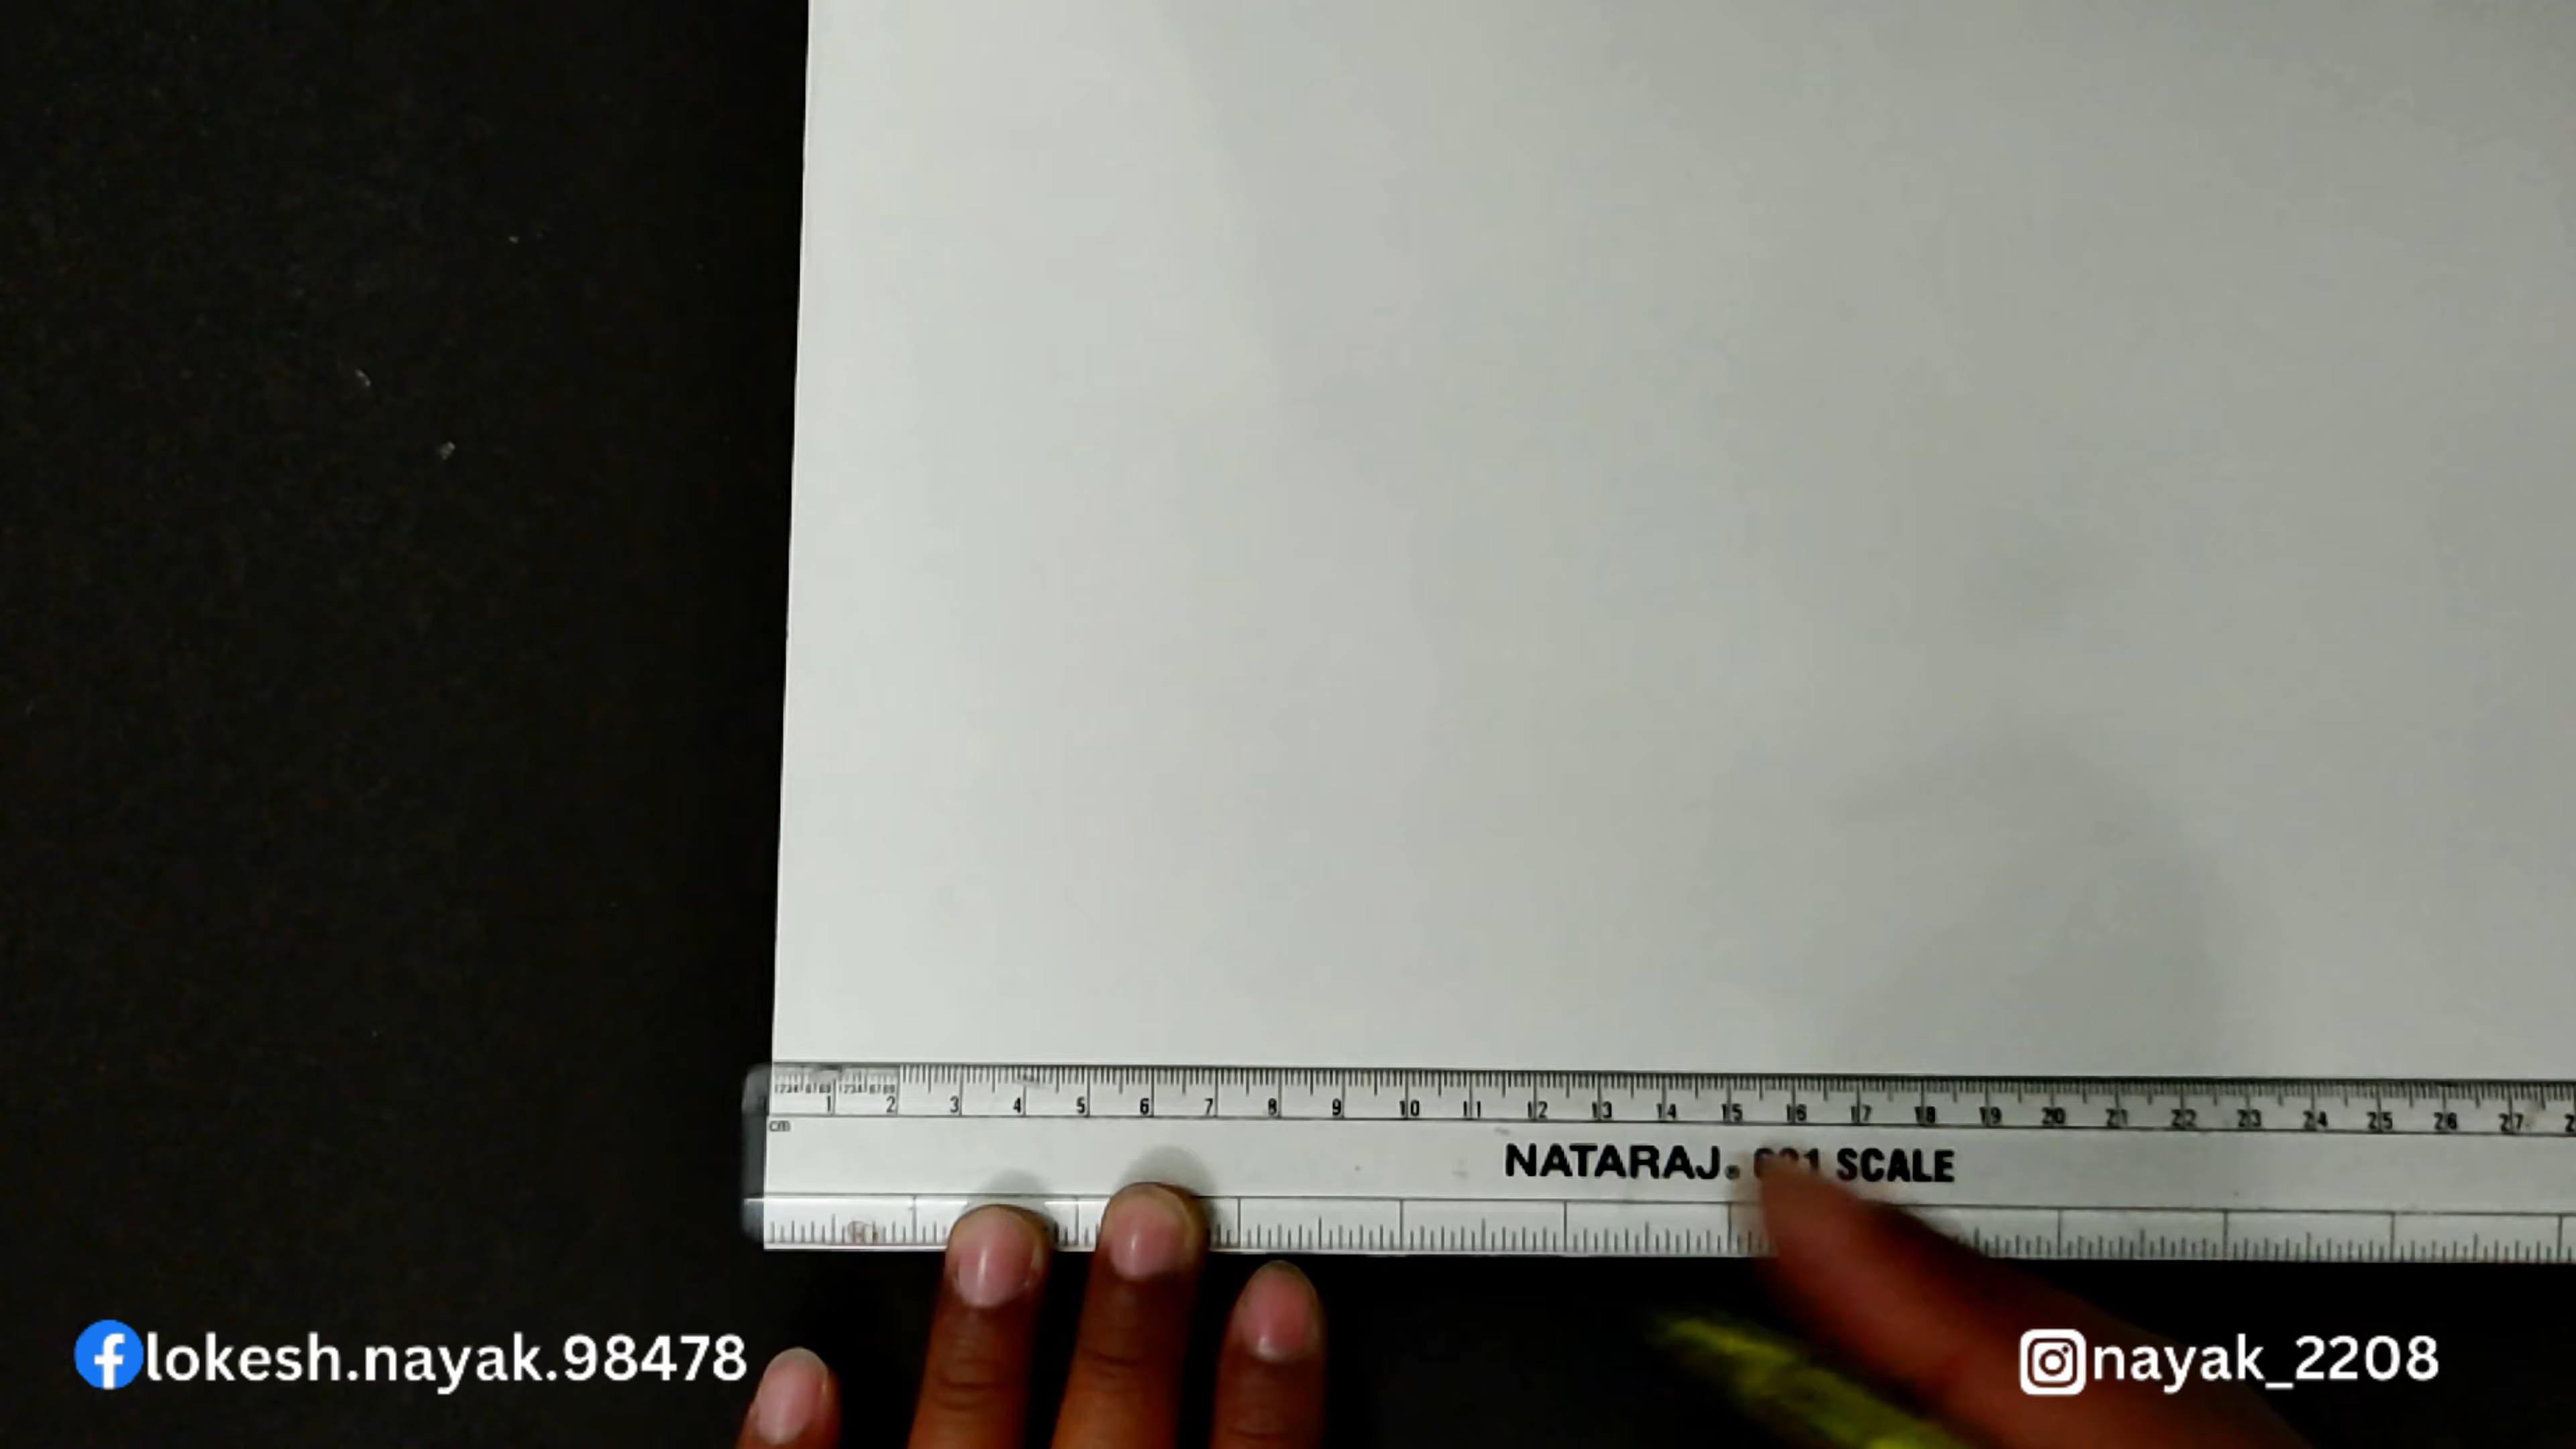 1 2 3 4 5 6 7 8 9 10 11 12 13 14 15 16 17 18 19 20 21 22 23 24 25 26 27
cm
NATARAJ. 621 SCALE
lokesh.nayak.98478
nayak_2208